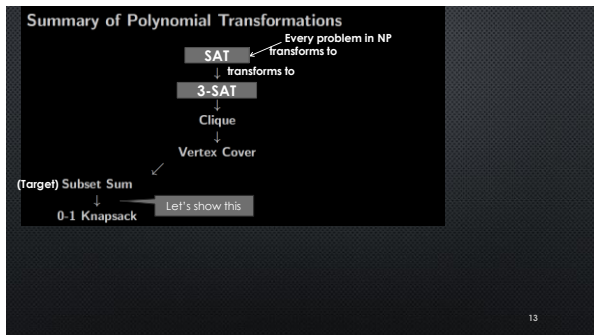 Summary of Polynomial Transformations
Every problem in NP
transforms to
SAT
↓ transforms to
3-SAT
↓
Clique
↓
Vertex Cover
↙
(Target) Subset Sum
↓
Let's show this
0-1 Knapsack
13